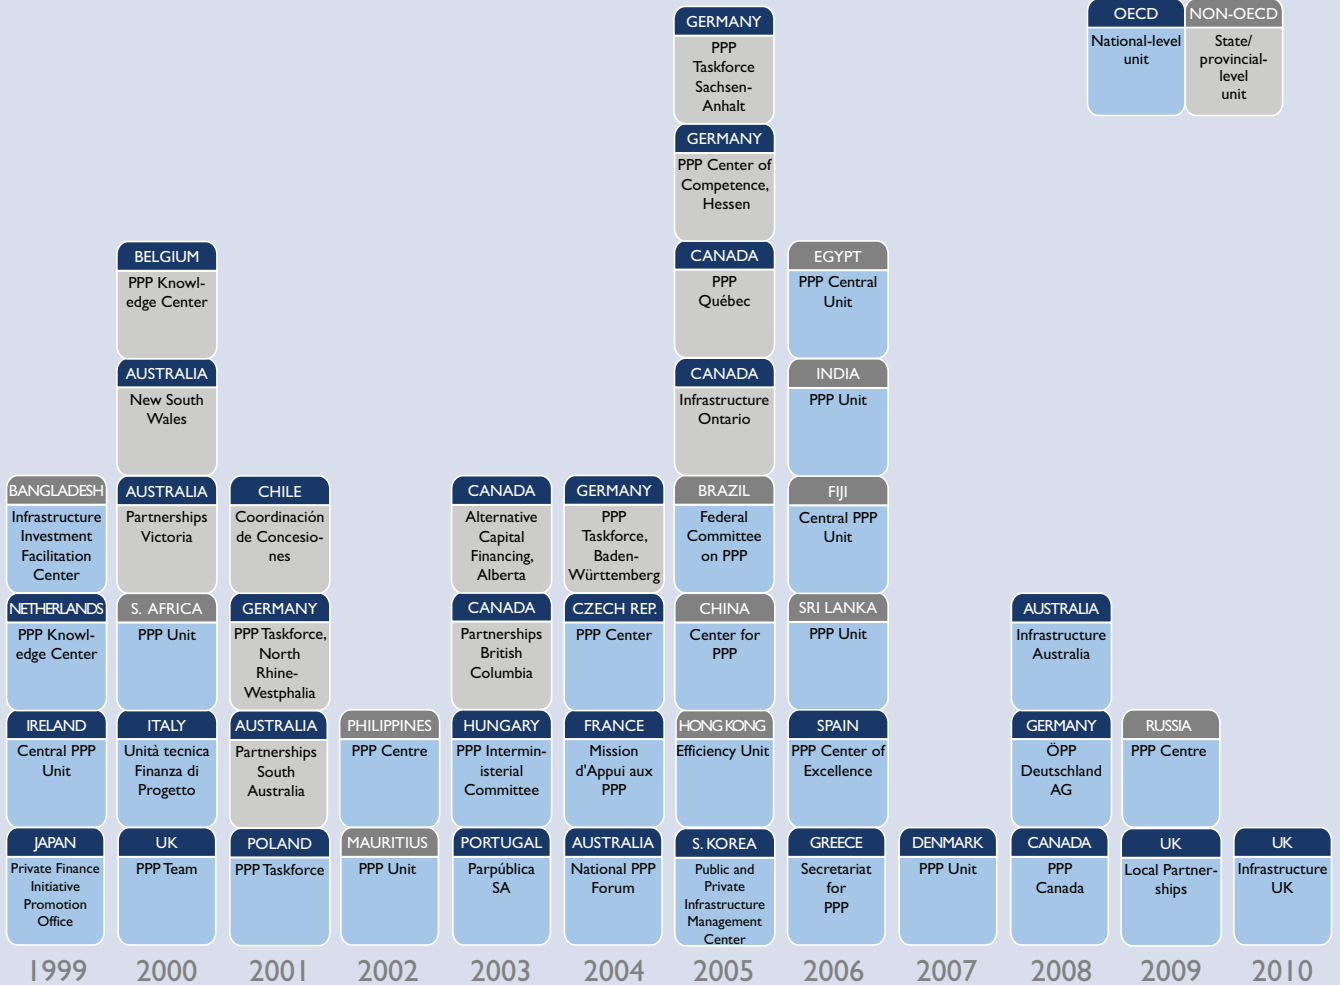 OECD
National-level
unit
NON-OECD
State/
provincial-
level
unit
BANGLADESH
Infrastructure
Investment
Facilitation
Center
NETHERLANDS
PPP Knowl-
edge Center
IRELAND
Central PPP
Unit
JAPAN
Private Finance
Initiative
Promotion
Office
1999
BELGIUM
PPP Knowl-
edge Center
AUSTRALIA
New South
Wales
AUSTRALIA
Partnerships
Victoria
S. AFRICA
PPP Unit
ITALY
Unità tecnica
Finanza di
Progetto
UK
PPP Team
2000
CHILE
Coordinación
de Concesio-
nes
GERMANY
PPP Taskforce,
North
Rhine-
Westphalia
AUSTRALIA
Partnerships
South
Australia
POLAND
PPP Taskforce
2001
PHILIPPINES
PPP Centre
MAURITIUS
PPP Unit
2002
CANADA
Alternative
Capital
Financing,
Alberta
CANADA
Partnerships
British
Columbia
HUNGARY
PPP Intermin-
isterial
Committee
PORTUGAL
Parpública
SA
2003
GERMANY
PPP
Taskforce,
Baden-
Württemberg
CZECH REP.
PPP Center
FRANCE
Mission
d'Appui aux
PPP
AUSTRALIA
National PPP
Forum
2004
GERMANY
PPP
Taskforce
Sachsen-
Anhalt
GERMANY
PPP Center of
Competence,
Hessen
CANADA
PPP
Québec
CANADA
Infrastructure
Ontario
BRAZIL
Federal
Committee
on PPP
CHINA
Center for
PPP
HONG KONG
Efficiency Unit
S. KOREA
Public and
Private
Infrastructure
Management
Center
2005
EGYPT
PPP Central
Unit
INDIA
PPP Unit
FIJI
Central PPP
Unit
SRI LANKA
PPP Unit
SPAIN
PPP Center of
Excellence
GREECE
Secretariat
for
PPP
2006
DENMARK
PPP Unit
2007
AUSTRALIA
Infrastructure
Australia
GERMANY
ÖPP
Deutschland
AG
CANADA
PPP
Canada
2008
RUSSIA
PPP Centre
UK
Local Partner-
ships
2009
UK
Infrastructure
UK
2010